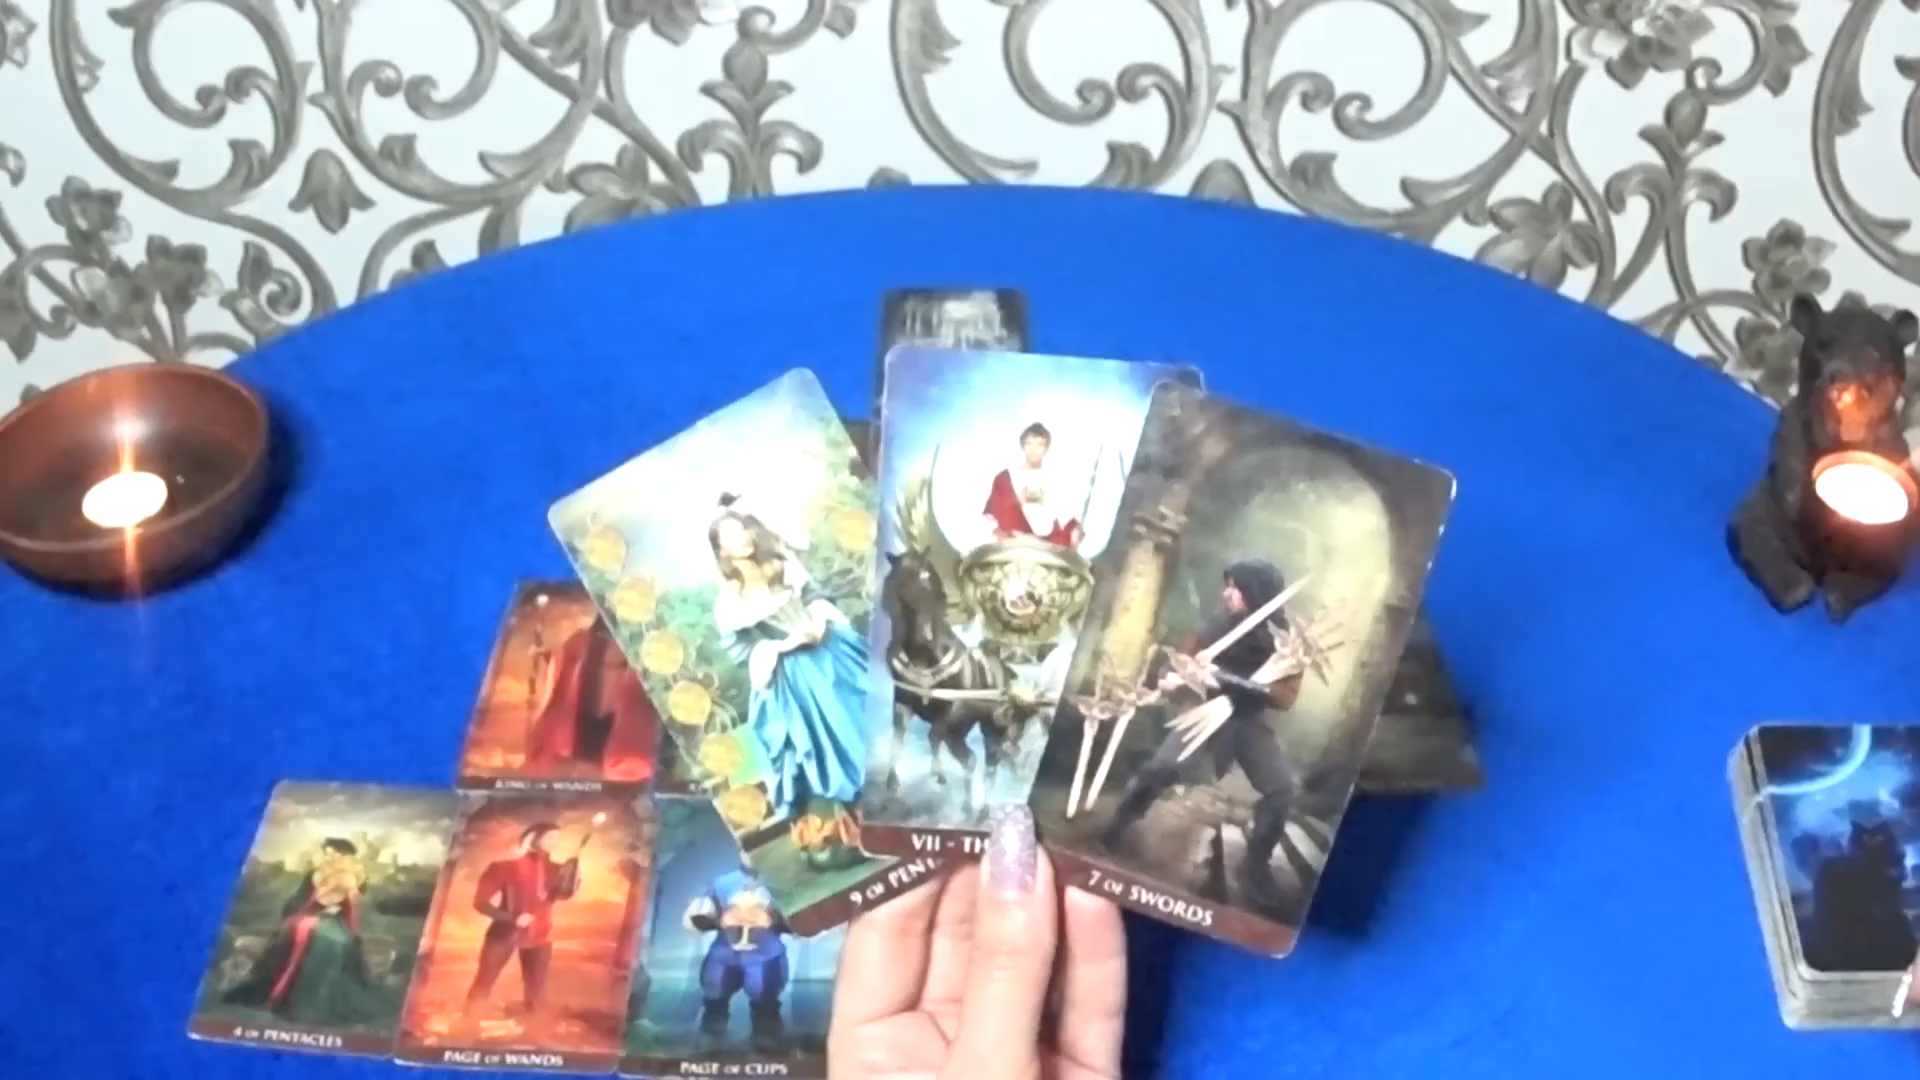 VII - TH
9 OF PEN
7 OF SWORDS
KING OF WANDS
4 OF PENTACLES
PAGE OF WANDS
PAGE OF CUPS